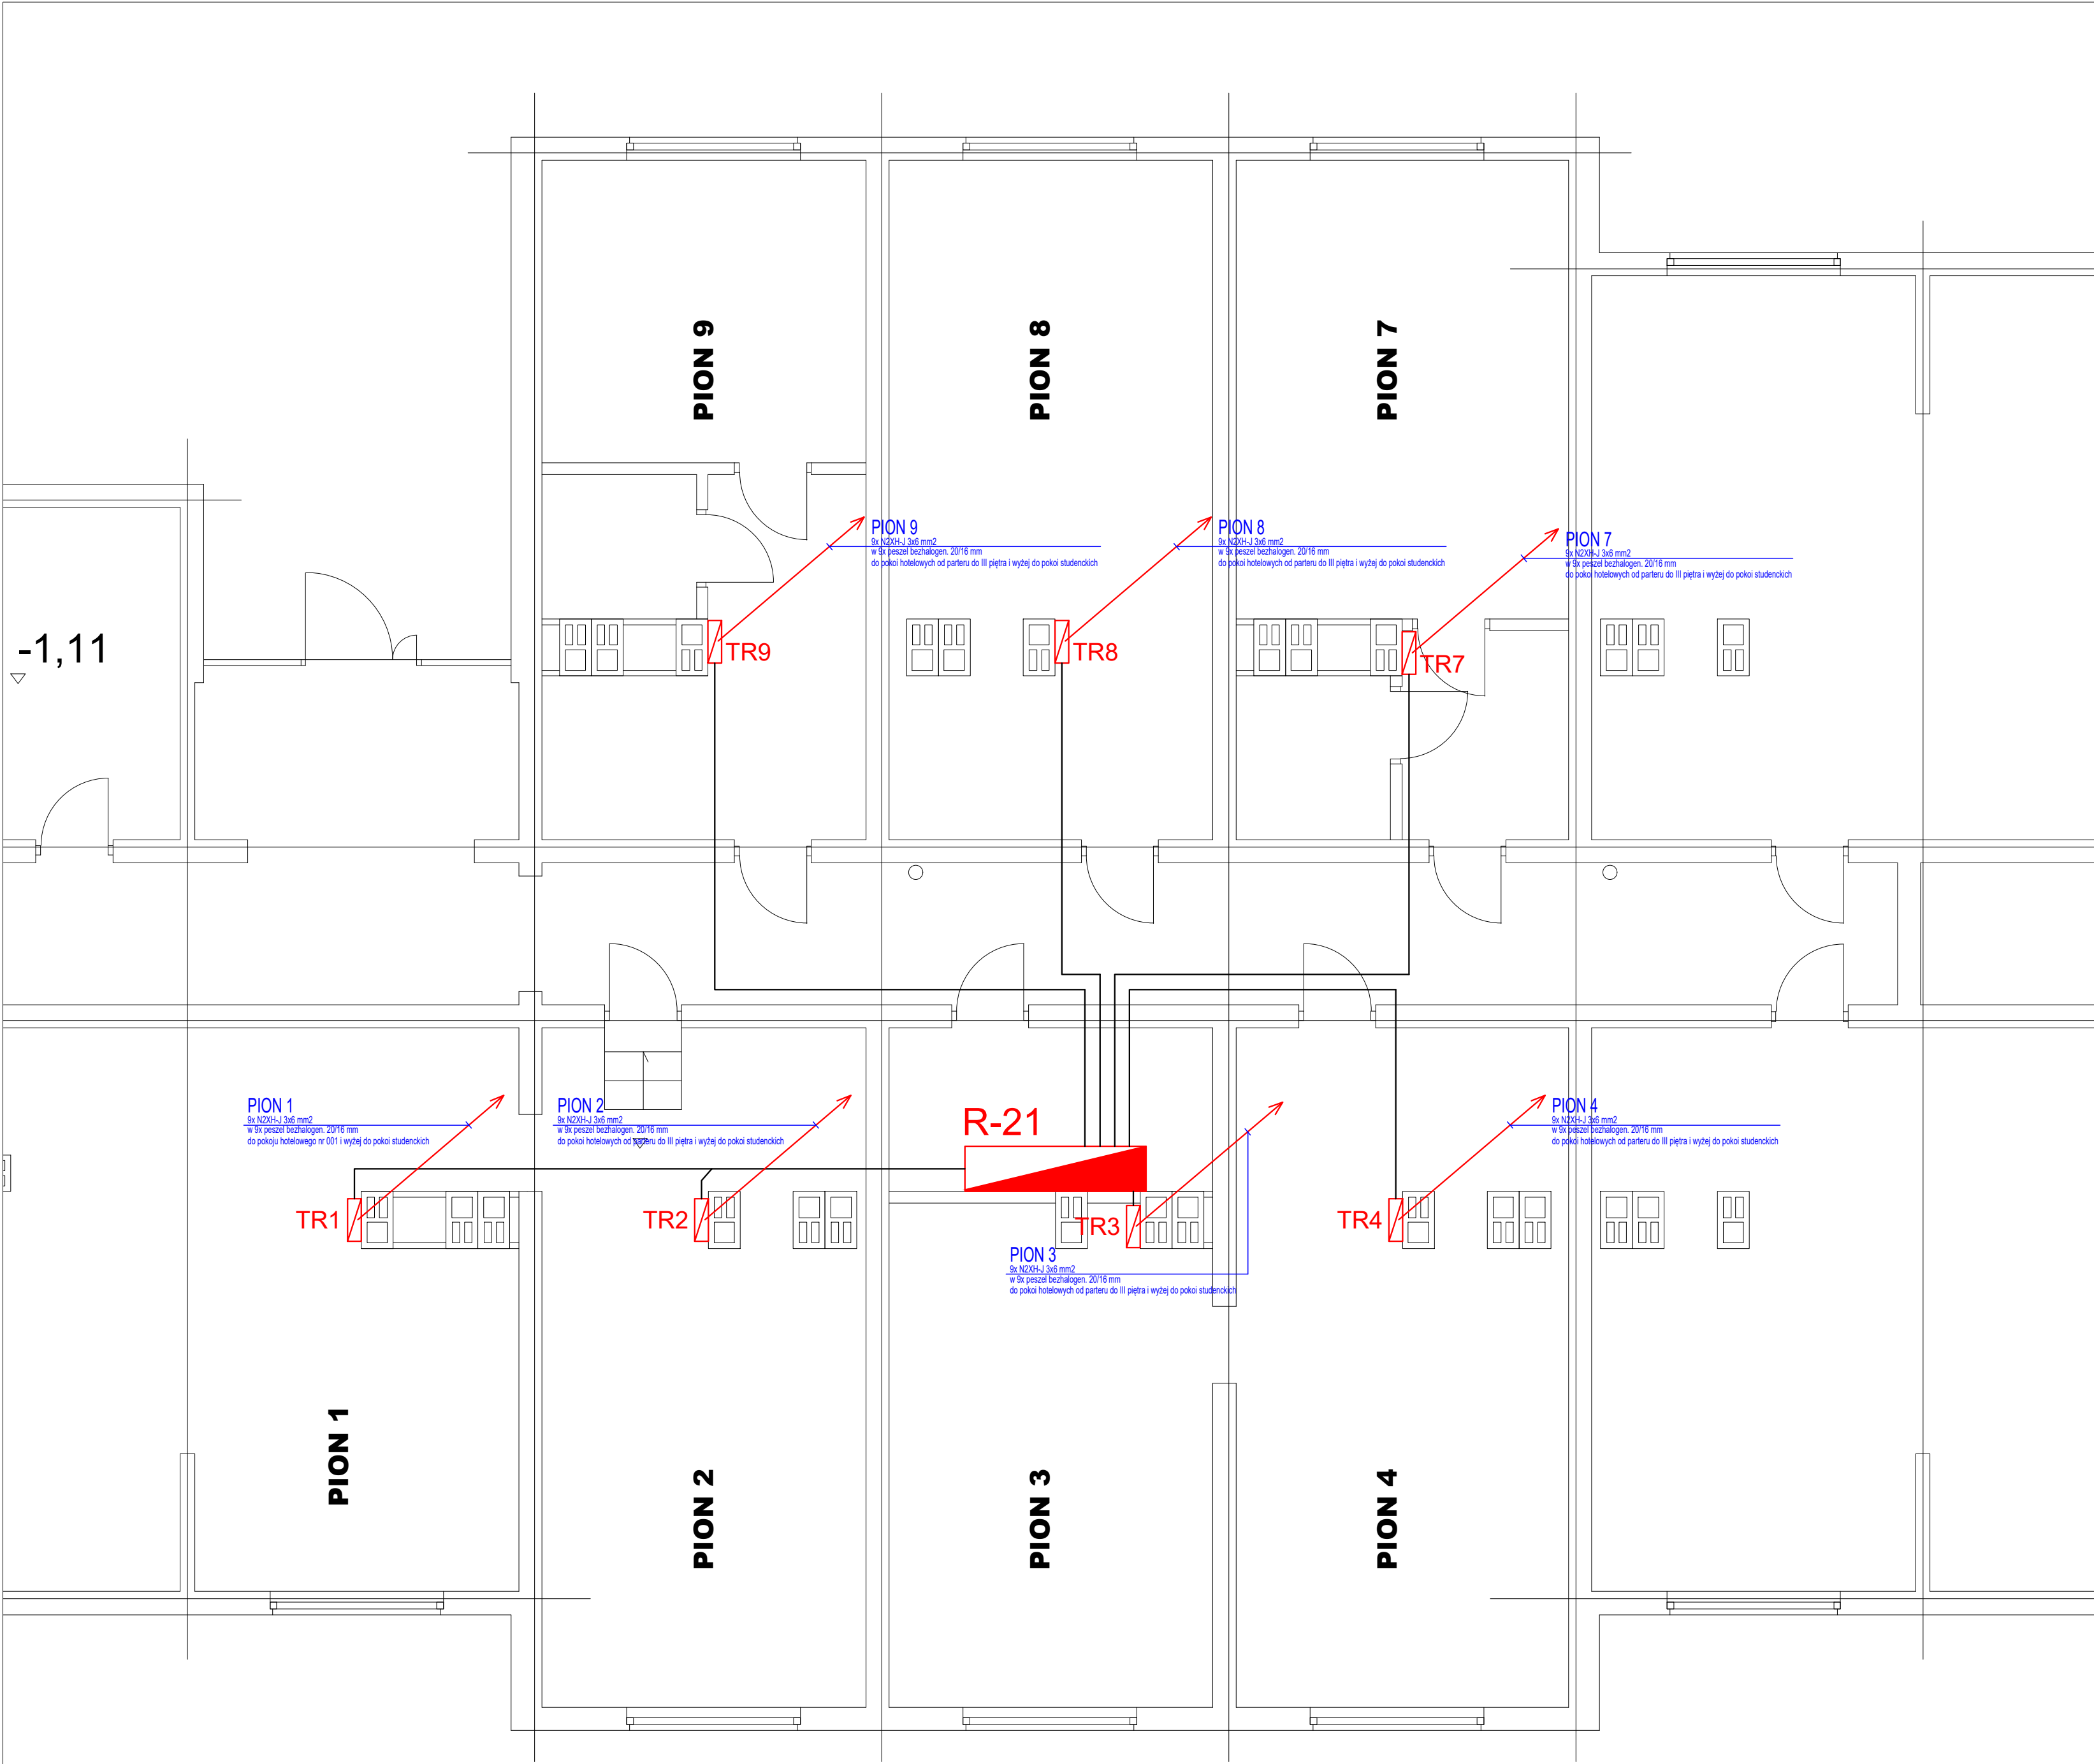 PION 9
PION 8
PION 7
PION 9
9x N2XH-J 3x6 mm2
w 9x peszel bezhalogen. 20/16 mm
do pokoi hotelowych od parteru do III piętra i wyżej do pokoi studenckich
PION 8
9x N2XH-J 3x6 mm2
w 9x peszel bezhalogen. 20/16 mm
do pokoi hotelowych od parteru do III piętra i wyżej do pokoi studenckich
PION 7
9x N2XH-J 3x6 mm2
w 9x peszel bezhalogen. 20/16 mm
do pokoi hotelowych od parteru do III piętra i wyżej do pokoi studenckich
-1,11
TR9
TR8
TR7
PION 1
9x N2XH-J 3x6 mm2
w 9x peszel bezhalogen. 20/16 mm
do pokoju hotelowego nr 001 i wyżej do pokoi studenckich
PION 2
9x N2XH-J 3x6 mm2
w 9x peszel bezhalogen. 20/16 mm
do pokoi hotelowych od parteru do III piętra i wyżej do pokoi studenckich
R-21
PION 4
9x N2XH-J 3x6 mm2
w 9x peszel bezhalogen. 20/16 mm
do pokoi hotelowych od parteru do III piętra i wyżej do pokoi studenckich
TR1
TR2
TR3
TR4
PION 3
9x N2XH-J 3x6 mm2
w 9x peszel bezhalogen. 20/16 mm
do pokoi hotelowych od parteru do III piętra i wyżej do pokoi studenckich
PION 1
PION 2
PION 3
PION 4